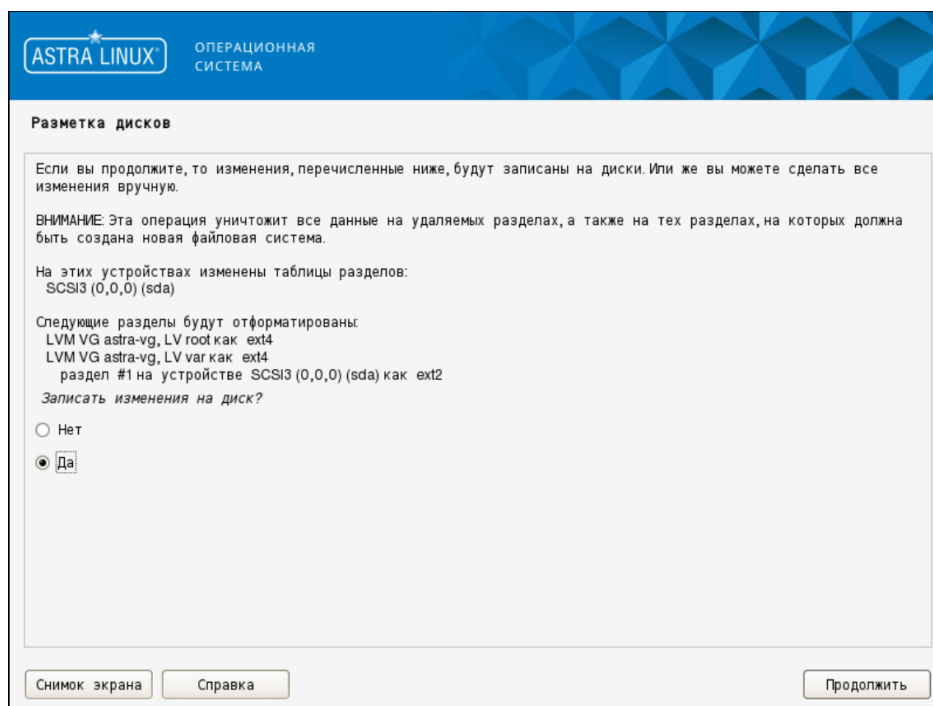 ASTRA LINUX®
ОПЕРАЦИОННАЯ
СИСТЕМА
Разметка дисков
Если вы продолжите, то изменения, перечисленные ниже, будут записаны на диски. Или же вы можете сделать все
изменения вручную.
ВНИМАНИЕ: Эта операция уничтожит все данные на удаляемых разделах, а также на тех разделах, на которых должна
быть создана новая файловая система.
На этих устройствах изменены таблицы разделов:
SCSI3 (0,0,0) (sda)
Следующие разделы будут отформатированы:
LVM VG astra-vg, LV root как ext4
LVM VG astra-vg, LV var как ext4
раздел #1 на устройстве SCSI3 (0,0,0) (sda) как ext2
Записать изменения на диск?
Нет
Да
Снимок экрана Справка Продолжить